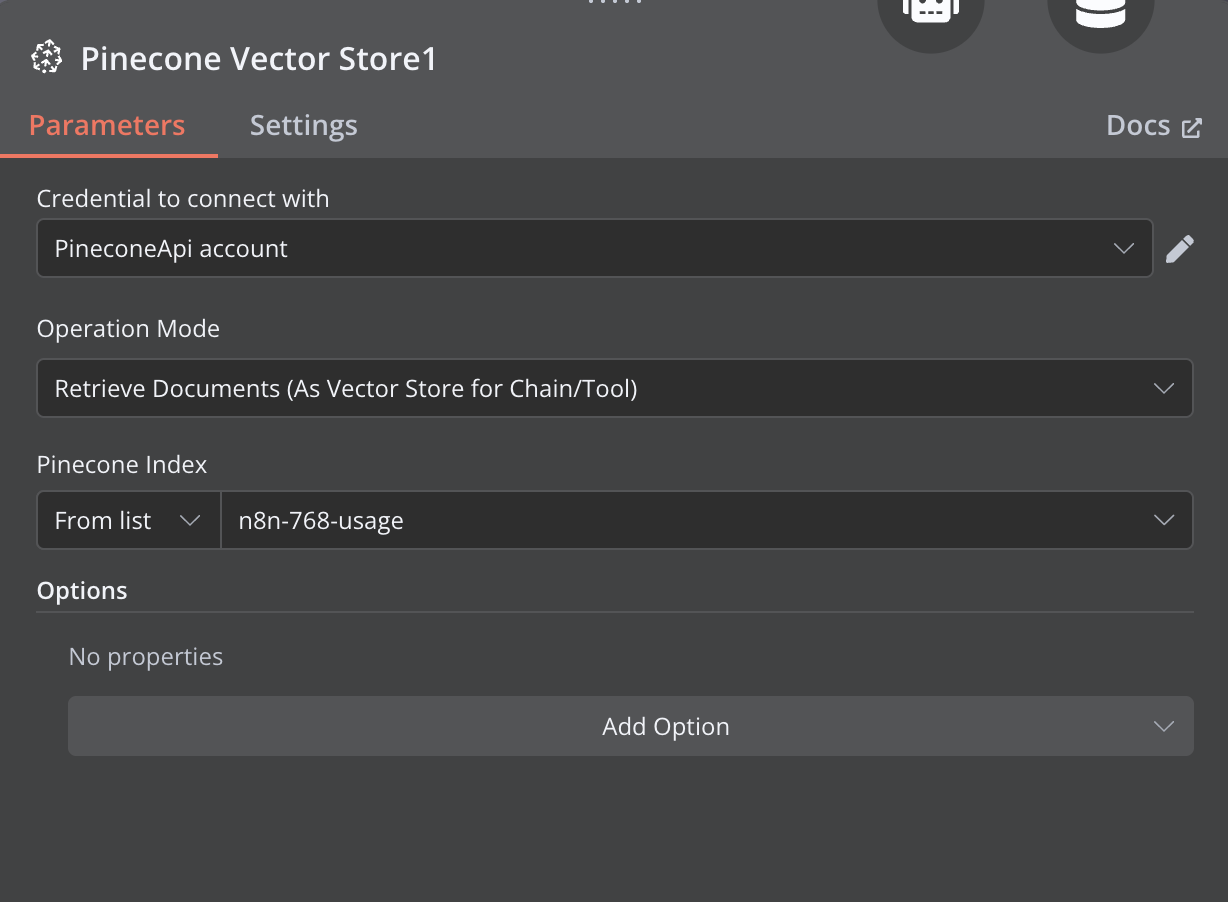 Pinecone Vector Store1
Parameters
Settings
Docs
Credential to connect with
PineconeApi account
Operation Mode
Retrieve Documents (As Vector Store for Chain/Tool)
Pinecone Index
From list
n8n-768-usage
Options
No properties
Add Option